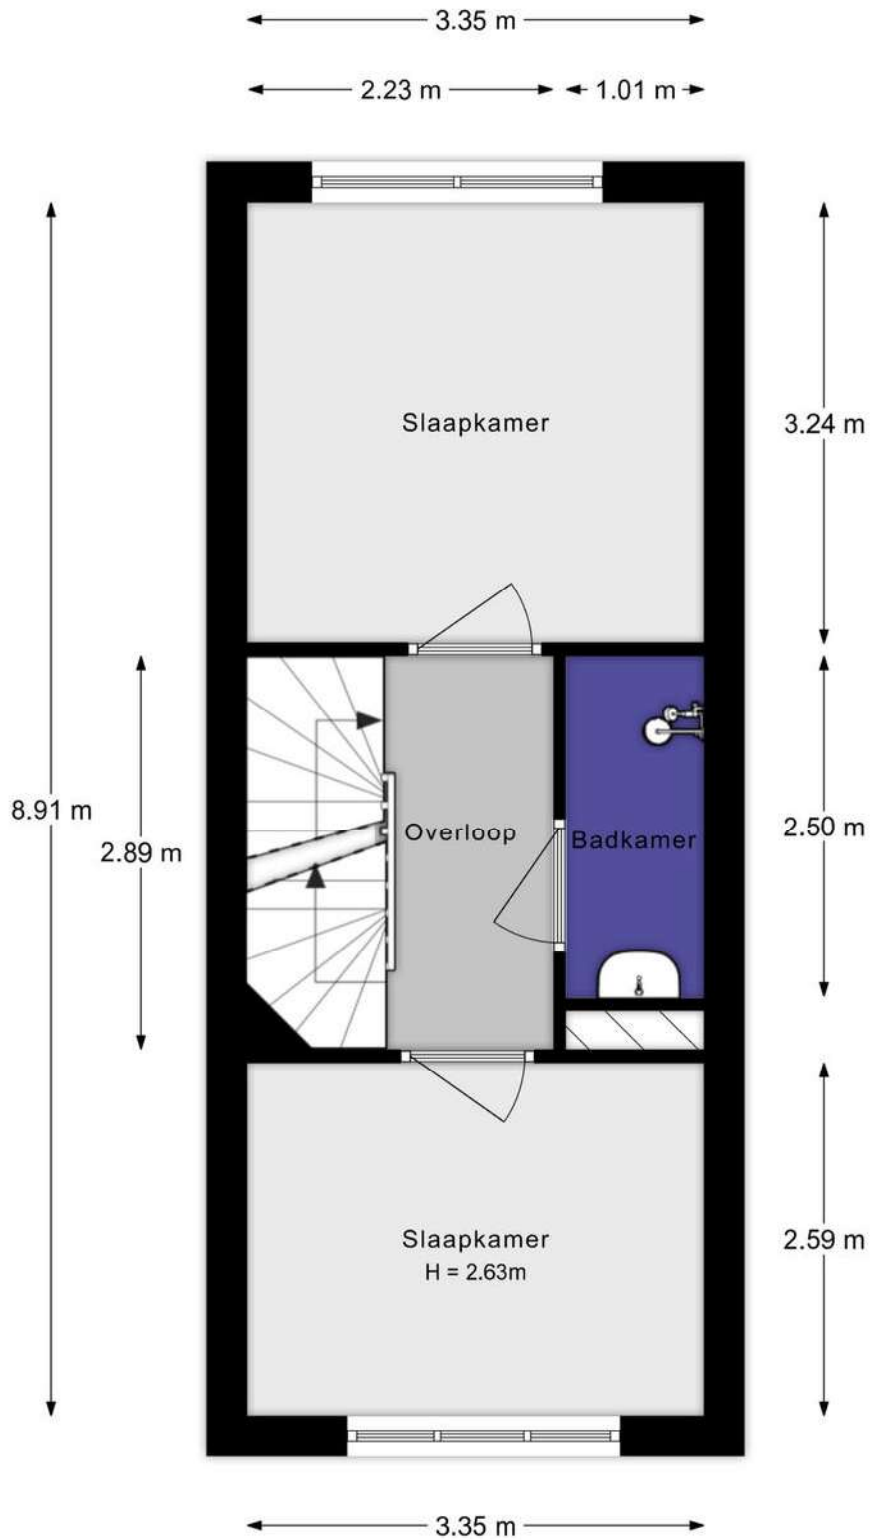 3.35 m
2.23 m
1.01 m
Slaapkamer
3.24 m
8.91 m
2.89 m
Overloop
Badkamer
2.50 m
Slaapkamer
H = 2.63m
2.59 m
3.35 m